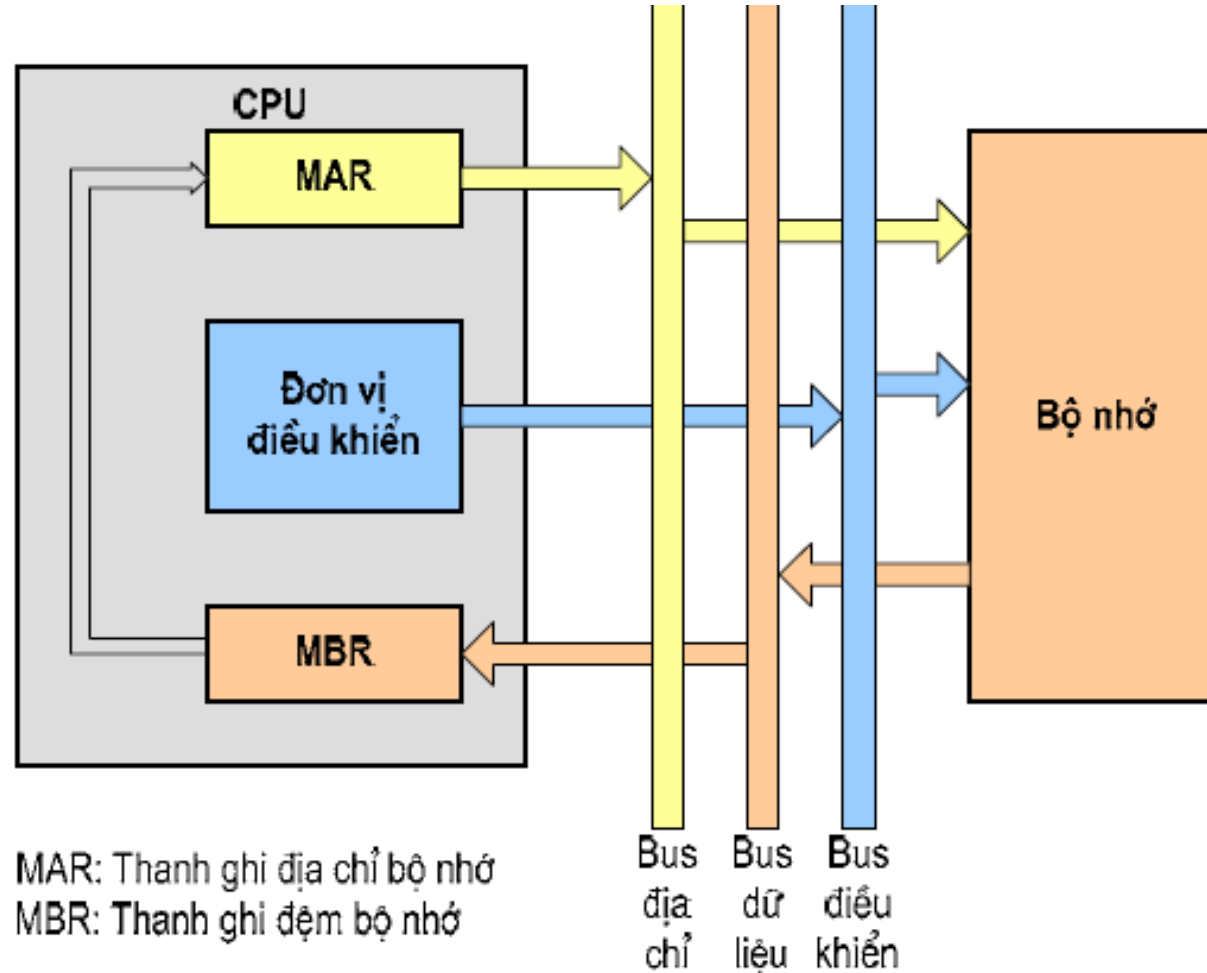 CPU
MAR
Đơn vị
điều khiển
MBR
Bộ nhớ
MAR: Thanh ghi địa chỉ bộ nhớ
MBR: Thanh ghi đệm bộ nhớ
Bus
địa
chỉ
Bus
dữ
liệu
Bus
điều
khiển